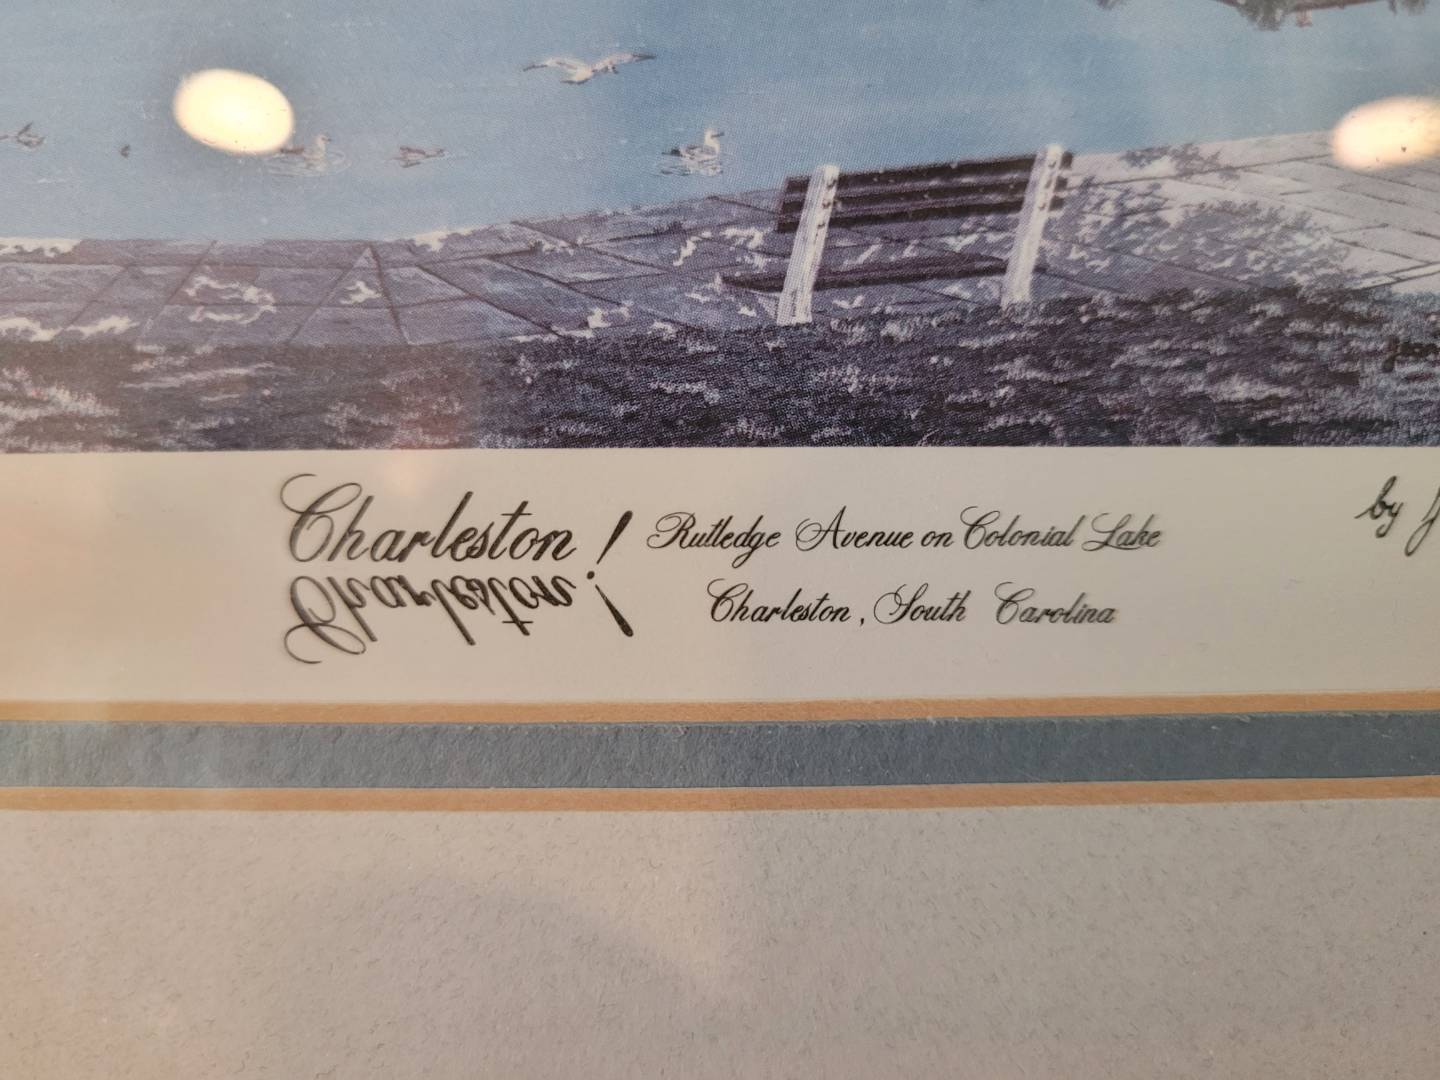 Charleston! Rutledge Avenue on Colonial Lake
Charleston, South Carolina
by